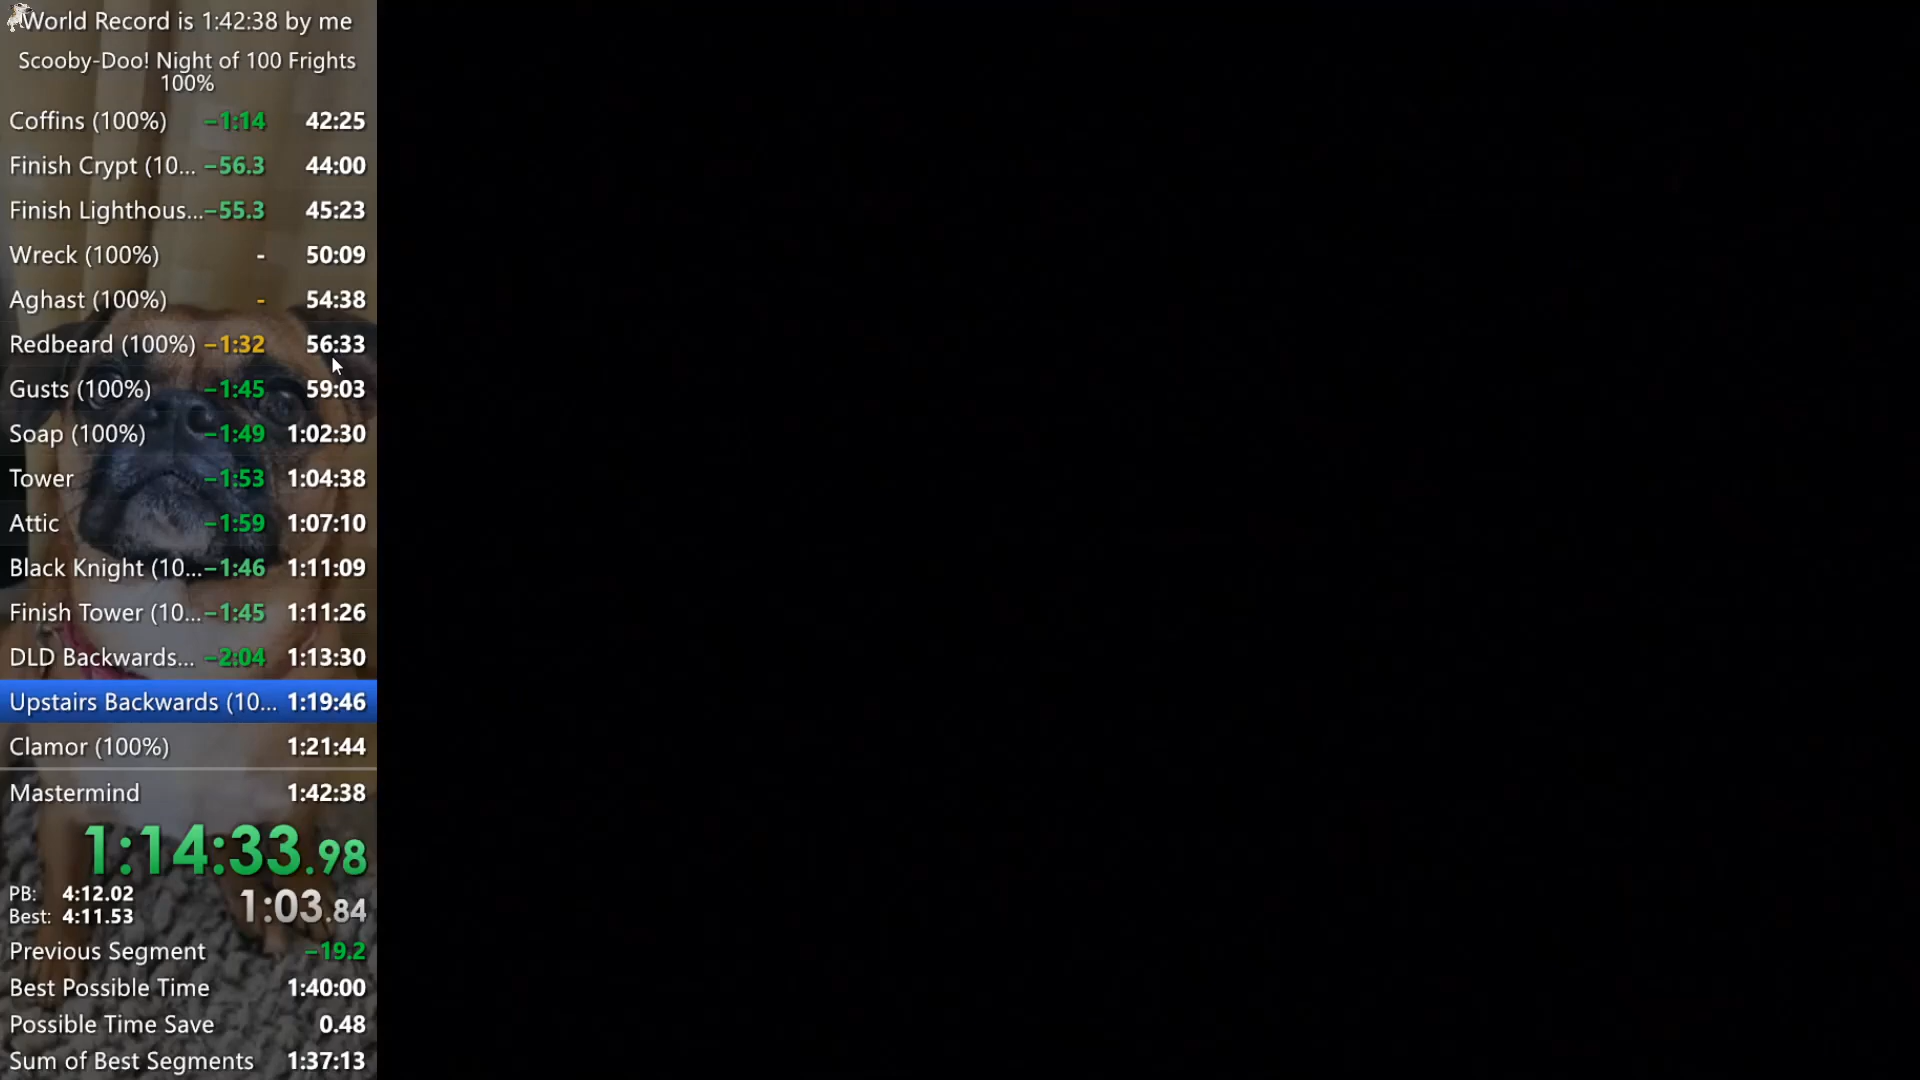 World Record is 1:42:38 by me
Scooby-Doo! Night of 100 Frights
100%
Coffins (100%) −1:14 42:25
Finish Crypt (10... −56.3 44:00
Finish Lighthous... −55.3 45:23
Wreck (100%) - 50:09
Aghast (100%) - 54:38
Redbeard (100%) −1:32 56:33
Gusts (100%) −1:45 59:03
Soap (100%) −1:49 1:02:30
Tower −1:53 1:04:38
Attic −1:59 1:07:10
Black Knight (10... −1:46 1:11:09
Finish Tower (10... −1:45 1:11:26
DLD Backwards... −2:04 1:13:30
Upstairs Backwards (10... 1:19:46
Clamor (100%) 1:21:44
Mastermind 1:42:38
1:14:33.98
PB: 4:12.02
Best: 4:11.53
1:03.84
Previous Segment −19.2
Best Possible Time 1:40:00
Possible Time Save 0.48
Sum of Best Segments 1:37:13